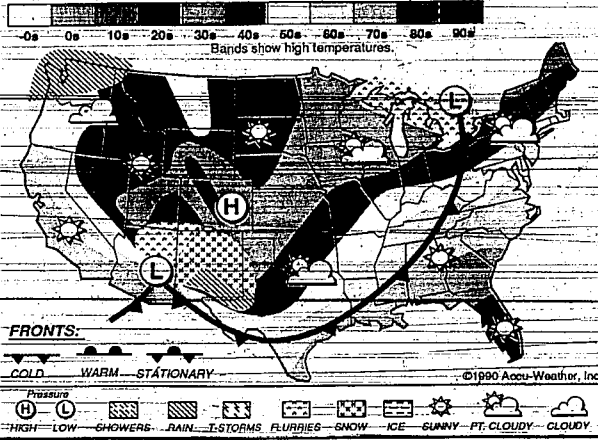 -0s 0s 10s 20s 30s 40s 50s 60s 70s 80s 90s
Bands show high temperatures.
L
H
L
FRONTS:
COLD WARM STATIONARY
©1990 Accu-Weather, Inc
Pressure
H L
HIGH LOW SHOWERS RAIN T-STORMS FLURRIES SNOW ICE SUNNY PT. CLOUDY CLOUDY